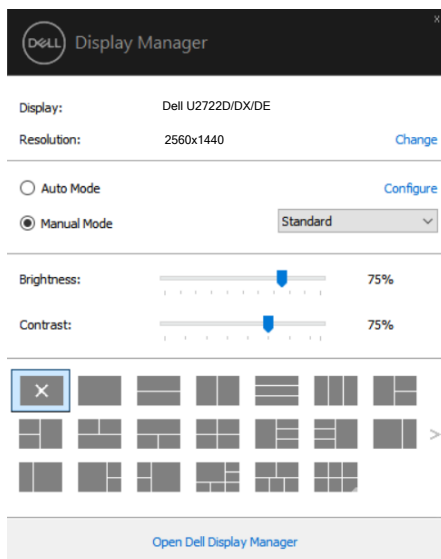 DELL Display Manager
Display: Dell U2722D/DX/DE
Resolution: 2560x1440 Change
Auto Mode Configure
Manual Mode Standard
Brightness: 75%
Contrast: 75%
Open Dell Display Manager